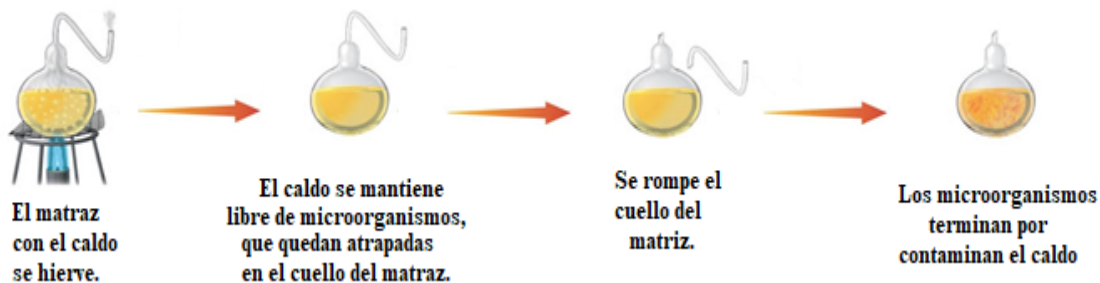 El matraz
con el caldo
se hierve.
El caldo se mantiene
libre de microorganismos,
que quedan atrapadas
en el cuello del matraz.
Se rompe el
cuello del
matriz.
Los microorganismos
terminan por
contaminan el caldo